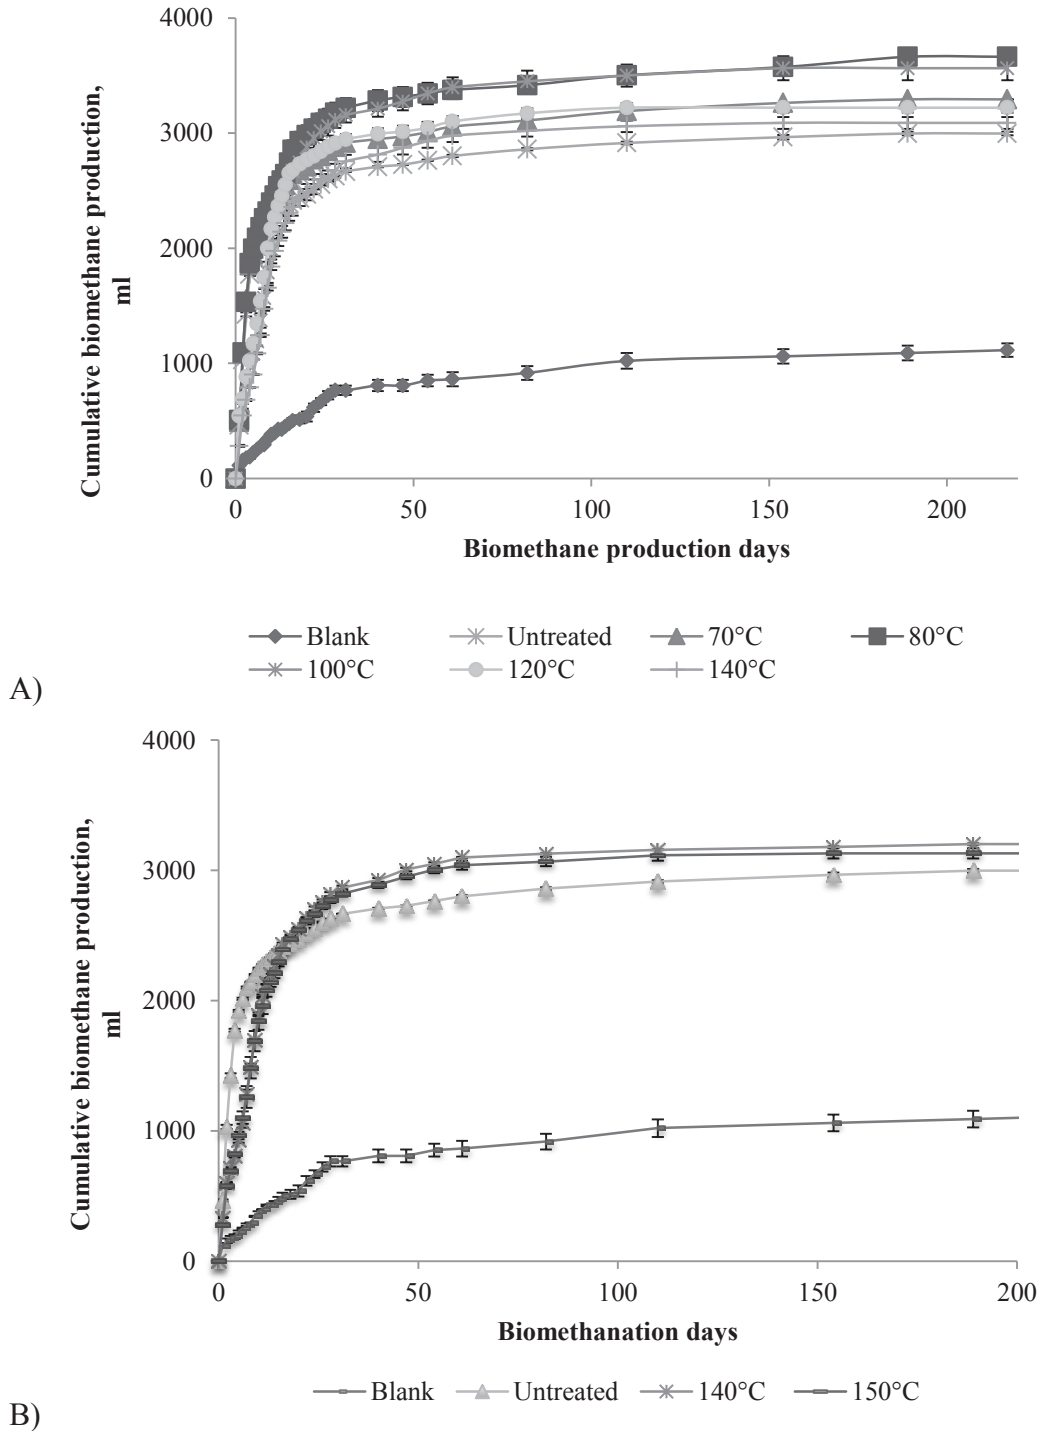 4000
3000
2000
1000
0
Cumulative biomethane production,
ml
0 50 100 150 200
Biomethane production days
Blank Untreated 70°C 80°C
100°C 120°C 140°C
A)
4000
3000
2000
1000
0
Cumulative biomethane production,
ml
0 50 100 150 200
Biomethanation days
Blank Untreated 140°C 150°C
B)